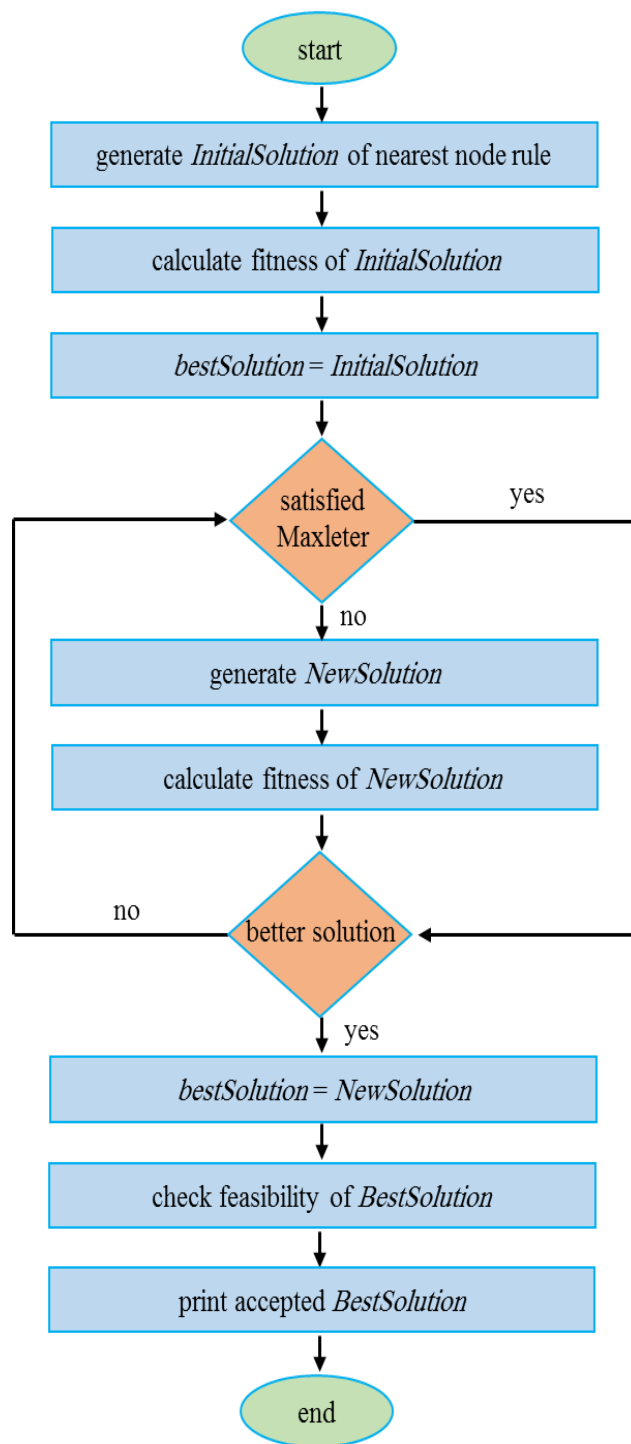 start
generate InitialSolution of nearest node rule
calculate fitness of InitialSolution
bestSolution = InitialSolution
satisfied
Maxleter
yes
no
generate NewSolution
calculate fitness of NewSolution
no
better solution
yes
bestSolution = NewSolution
check feasibility of BestSolution
print accepted BestSolution
end